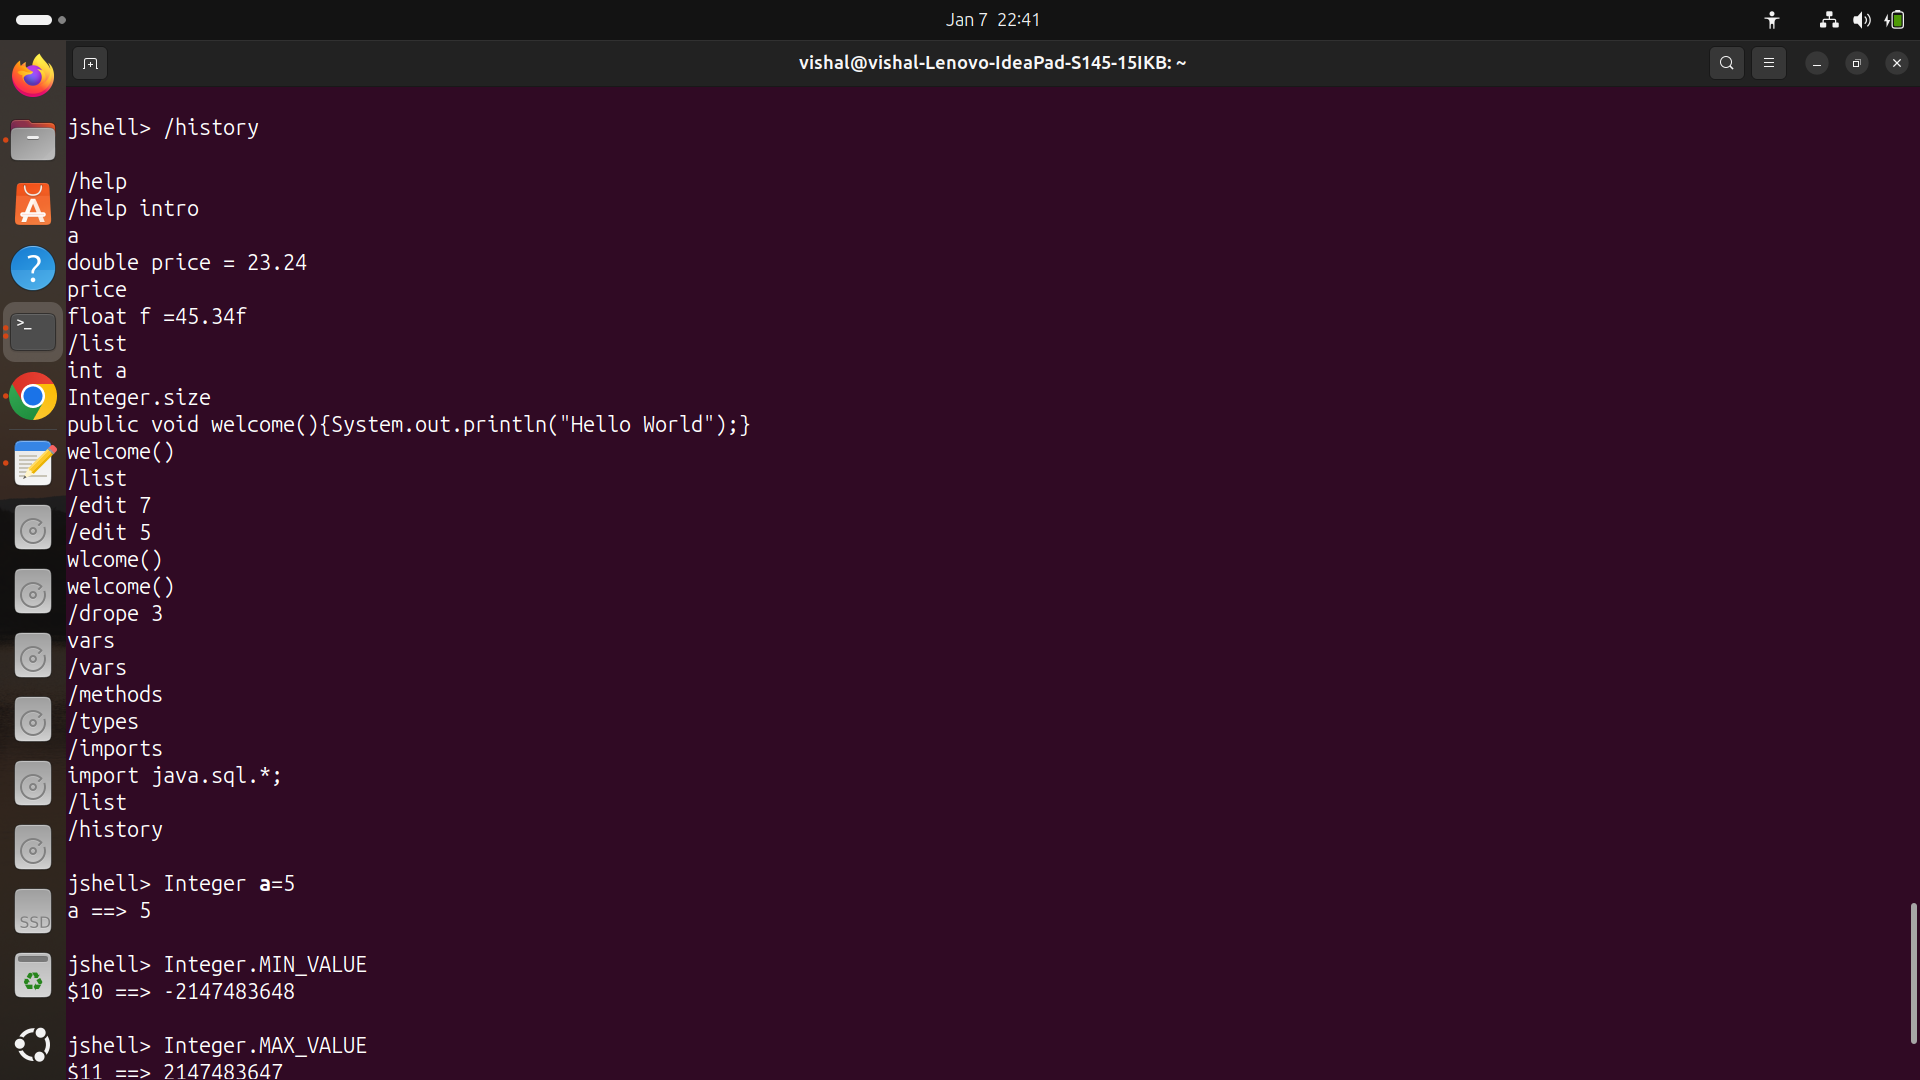 Jan 7 22:41
vishal@vishal-Lenovo-IdeaPad-S145-15IKB: ~
jshell> /history
/help
/help intro
a
double price = 23.24
price
float f =45.34f
/list
int a
Integer.size
public void welcome(){System.out.println("Hello World");}
welcome()
/list
/edit 7
/edit 5
wlcome()
welcome()
/drope 3
vars
/vars
/methods
/types
/imports
import java.sql.*;
/list
/history
jshell> Integer a=5
a ==> 5
jshell> Integer.MIN_VALUE
$10 ==> -2147483648
jshell> Integer.MAX_VALUE
$11 ==> 2147483647
SSD